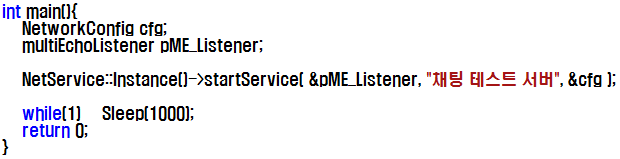 int main(){
NetworkConfig cfg;
multiEchoListener pME_Listener;
NetService::Instance()->startService( &pME_Listener, "채팅 테스트 서버", &cfg );
while(1) Sleep(1000);
return 0;
}